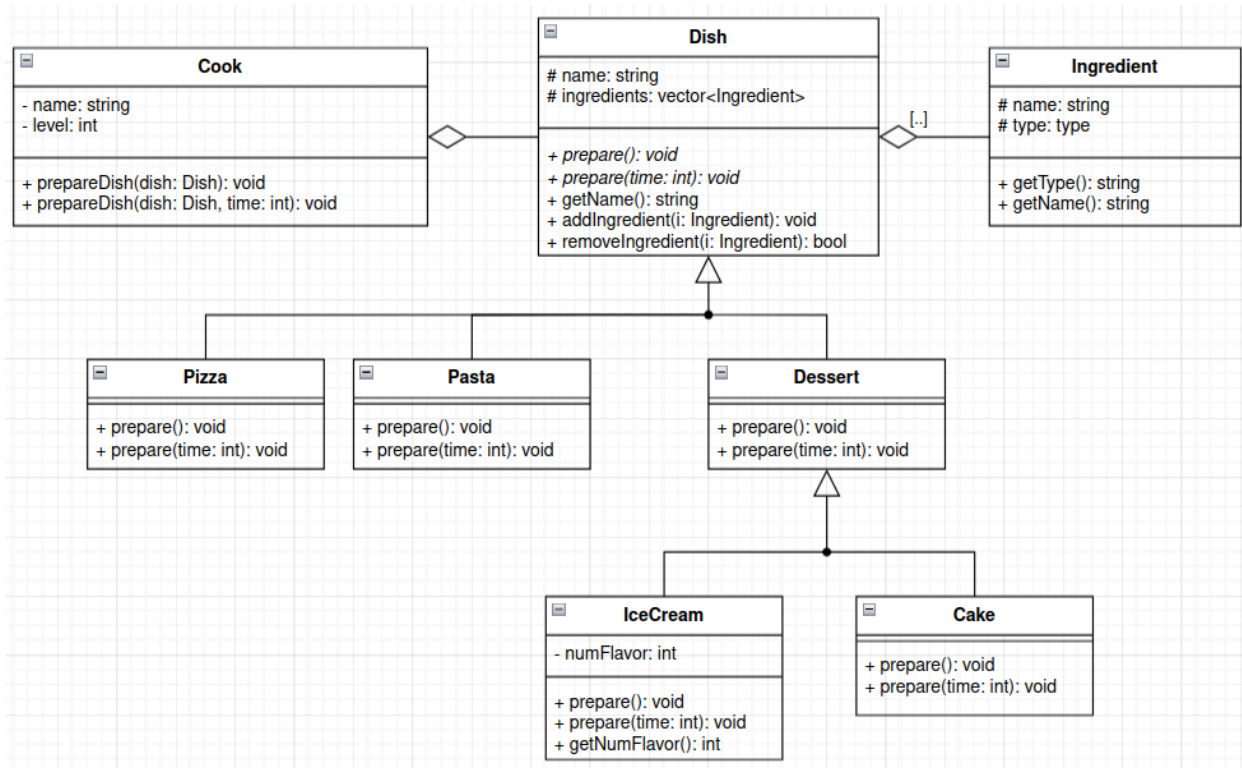 Cook
- name: string
- level: int
+ prepareDish(dish: Dish): void
+ prepareDish(dish: Dish, time: int): void
Dish
# name: string
# ingredients: vector<Ingredient>
+ prepare(): void
+ prepare(time: int): void
+ getName(): string
+ addIngredient(i: Ingredient): void
+ removeIngredient(i: Ingredient): bool
[..]
Ingredient
# name: string
# type: type
+ getType(): string
+ getName(): string
Pizza
+ prepare(): void
+ prepare(time: int): void
Pasta
+ prepare(): void
+ prepare(time: int): void
Dessert
+ prepare(): void
+ prepare(time: int): void
IceCream
- numFlavor: int
+ prepare(): void
+ prepare(time: int): void
+ getNumFlavor(): int
Cake
+ prepare(): void
+ prepare(time: int): void